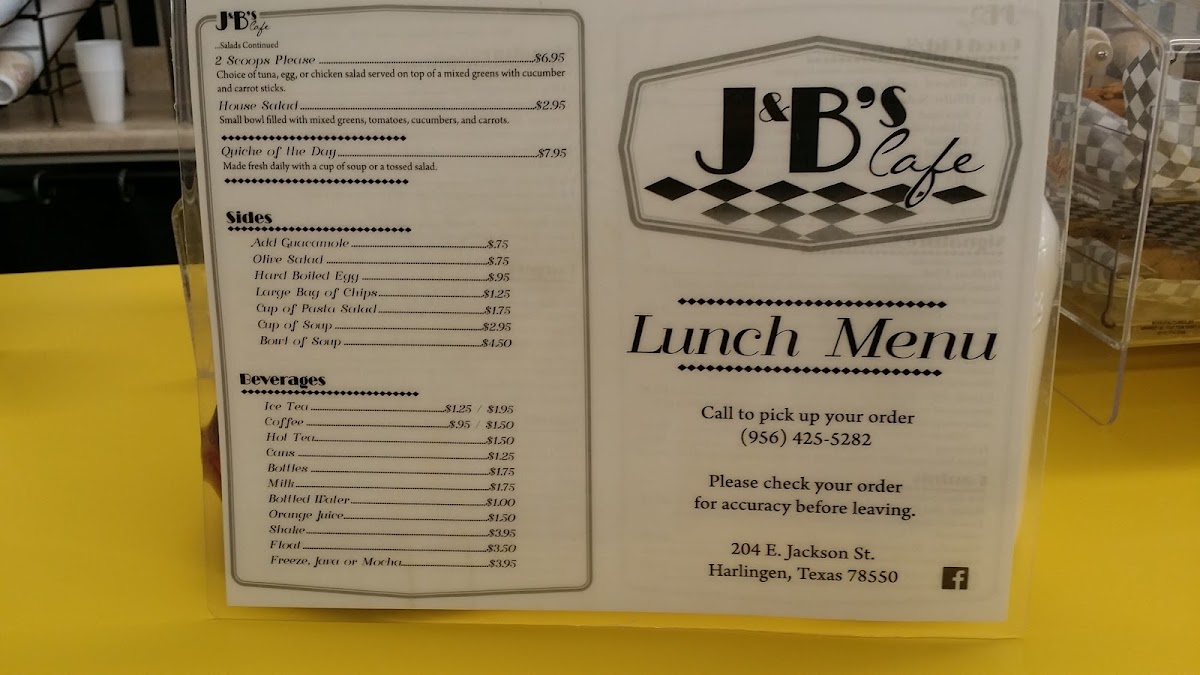 J&B's Cafe
...Salads Continued
2 Scoops Please $6.95
Choice of tuna, egg, or chicken salad served on top of a mixed greens with cucumber
and carrot sticks.
House Salad $2.95
Small bowl filled with mixed greens, tomatoes, cucumbers, and carrots.
Quiche of the Day $7.95
Made fresh daily with a cup of soup or a tossed salad.
Sides
Add Guacamole $.75
Olive Salad $.75
Hard Boiled Egg $.95
Large Bag of Chips $1.25
Cup of Pasta Salad $1.75
Cup of Soup $2.95
Bowl of Soup $4.50
Beverages
Ice Tea $1.25 / $1.95
Coffee $.95 / $1.50
Hot Tea $1.50
Cans $1.25
Bottles $1.75
Milk $1.75
Bottled Water $1.00
Orange Juice $1.50
Shake $3.95
Float $3.50
Freeze, Java or Mocha $3.95
J&B's
Cafe
Lunch Menu
Call to pick up your order
(956) 425-5282
Please check your order
for accuracy before leaving.
204 E. Jackson St.
Harlingen, Texas 78550
f